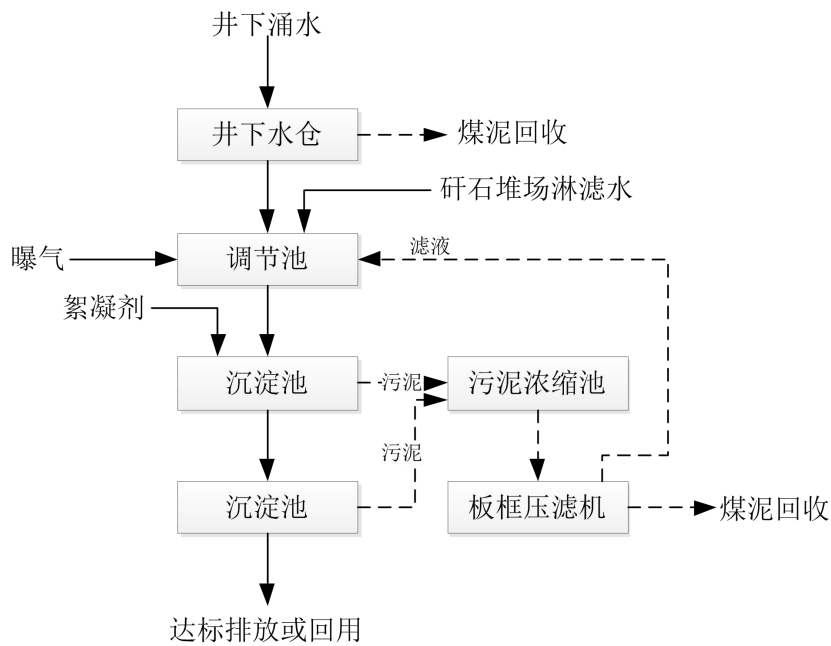 井下涌水
井下水仓
煤泥回收
矸石堆场淋滤水
曝气
调节池
滤液
絮凝剂
沉淀池
污泥
污泥浓缩池
污泥
沉淀池
板框压滤机
煤泥回收
达标排放或回用